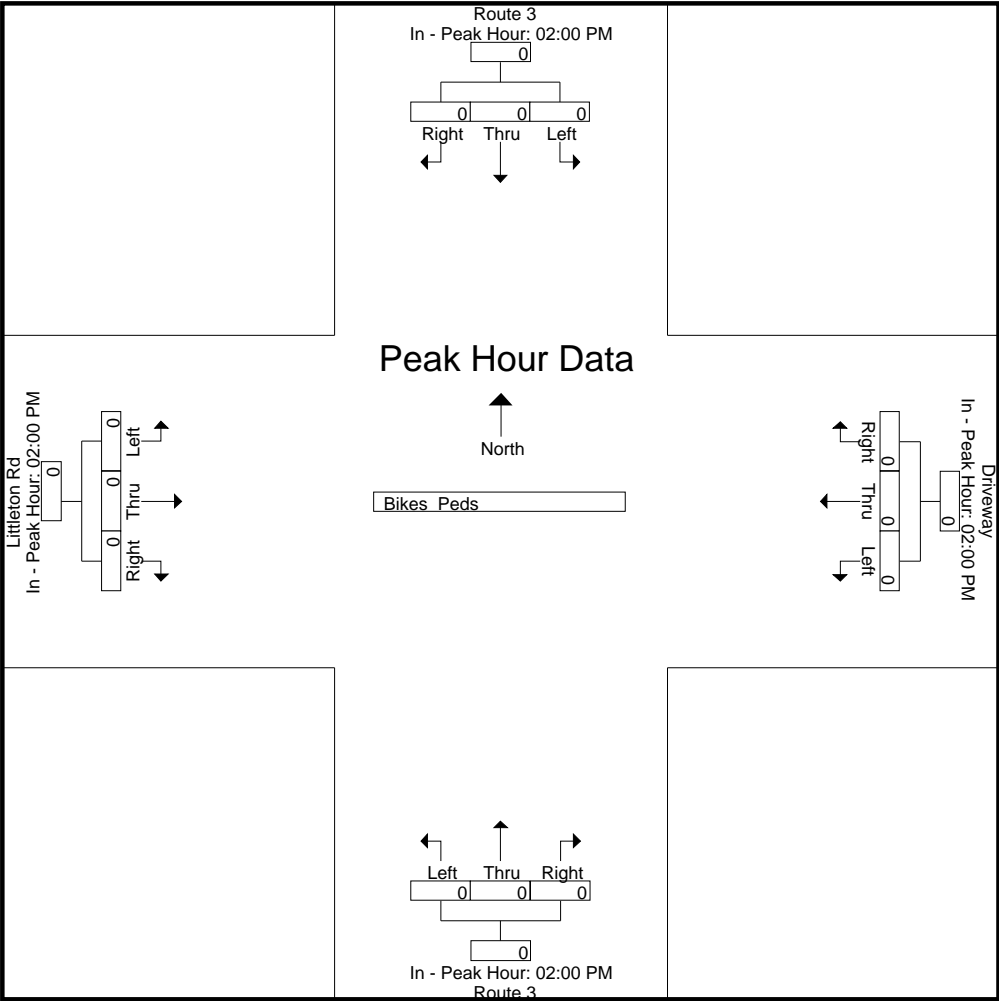 Route 3
In - Peak Hour: 02:00 PM
0
0 0 0
Right Thru Left
Peak Hour Data
North
Bikes Peds
Littleton Rd
In - Peak Hour: 02:00 PM
0
0 0 0
Left Thru Right
Driveway
In - Peak Hour: 02:00 PM
0
0 0 0
Right Thru Left
Left Thru Right
0 0 0
0
In - Peak Hour: 02:00 PM
Route 3